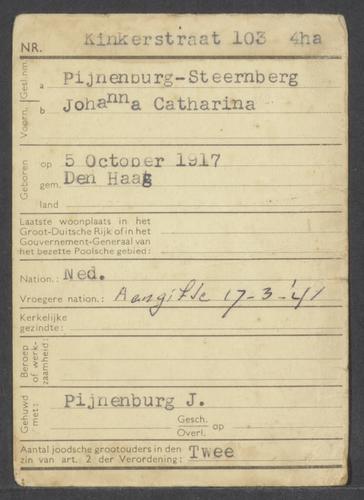 NR. Kinkerstraat 103 4ha
Gesl.nm. a Pijnenburg-Steernberg
Voorn. b Johanna Catharina
Geboren op 5 October 1917
gem. Den Haag
land
Laatste woonplaats in het
Groot-Duitsche Rijk of in het
Gouvernement-Generaal van
het bezette Poolsche gebied:
Nation.: Ned.
Vroegere nation.: Aangifte 17-3-'41
Kerkelijke
gezindte:
Beroep
of werk-
zaamheid:
Gehuwd
met: Pijnenburg J.
Gesch.
Overl. op
Aantal joodsche grootouders in den
zin van art. 2 der Verordening: Twee